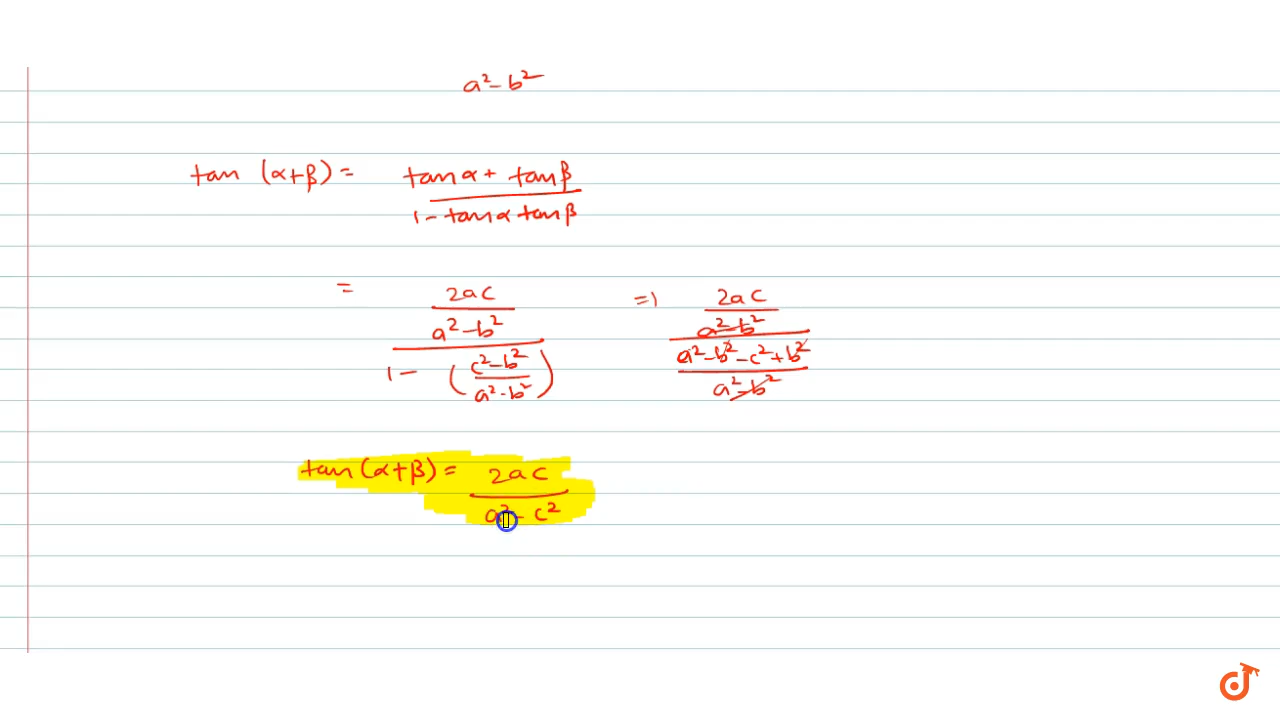 a² - b²
tan (α+β) = tanα + tanβ / 1 - tanα tanβ
= 2ac / a² - b² / 1 - (c² - b² / a² - b²) =1 2ac / a² - b² / a² - b² - c² + b² / a² - b²
tan (α+β) = 2ac / a² - c²